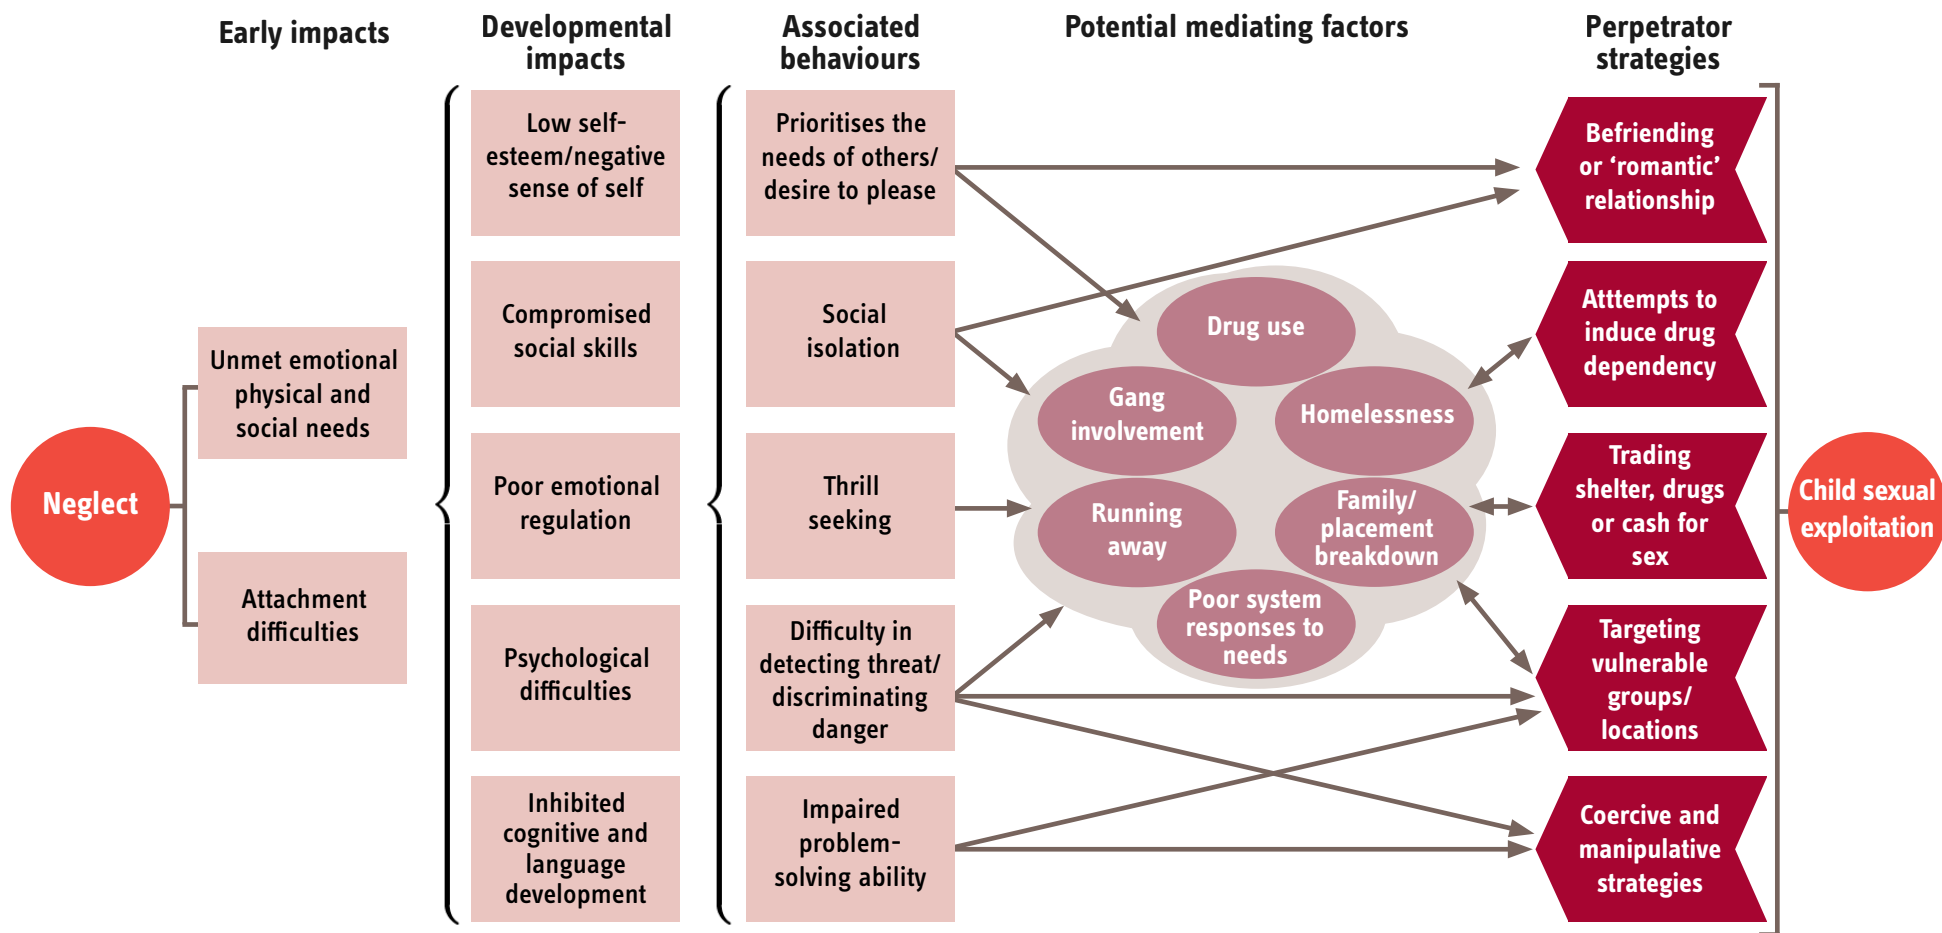 Early impacts
Developmental
impacts
Associated
behaviours
Potential mediating factors
Perpetrator
strategies
Neglect
Unmet emotional
physical and
social needs
Attachment
difficulties
Low self-
esteem/negative
sense of self
Compromised
social skills
Poor emotional
regulation
Psychological
difficulties
Inhibited
cognitive and
language
development
Prioritises the
needs of others/
desire to please
Social
isolation
Thrill
seeking
Difficulty in
detecting threat/
discriminating
danger
Impaired
problem-
solving ability
Drug use
Gang
involvement
Homelessness
Running
away
Family/
placement
breakdown
Poor system
responses to
needs
Befriending
or ‘romantic’
relationship
Atttempts to
induce drug
dependency
Trading
shelter, drugs
or cash for
sex
Targeting
vulnerable
groups/
locations
Coercive and
manipulative
strategies
Child sexual
exploitation